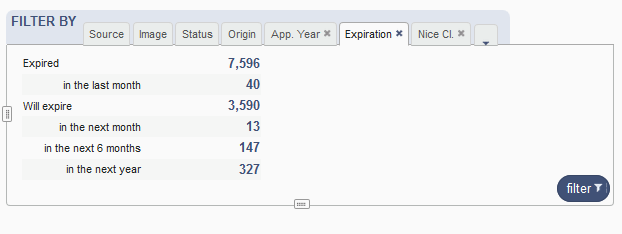 FILTER BY
Source Image Status Origin App. Year ✖ Expiration ✖ Nice Cl. ✖
Expired 7,596
in the last month 40
Will expire 3,590
in the next month 13
in the next 6 months 147
in the next year 327
filter